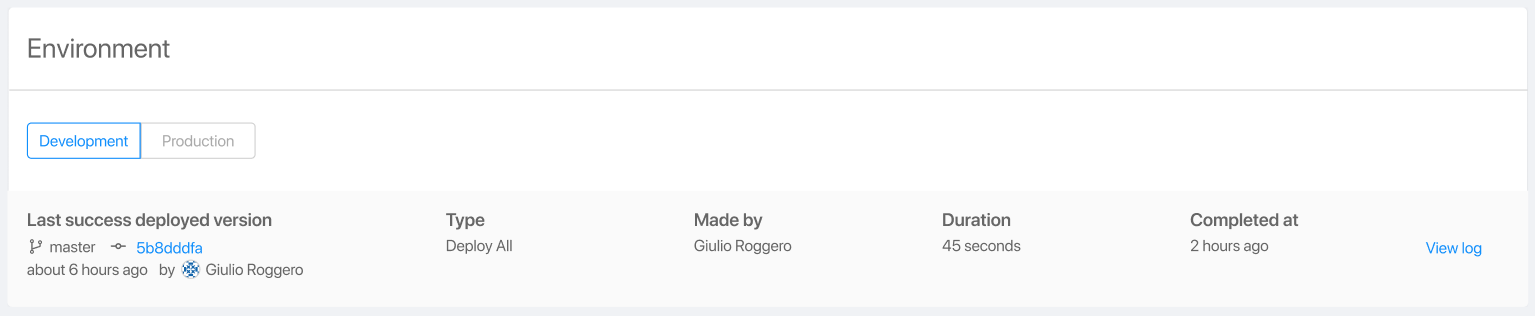 Environment
Development Production
Last success deployed version Type Made by Duration Completed at
master 5b8dddfa Deploy All Giulio Roggero 45 seconds 2 hours ago View log
about 6 hours ago by Giulio Roggero